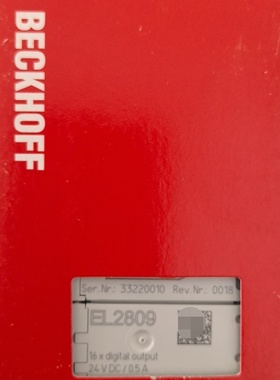 BECKHOFF
Ser.Nr: 33220010 Rev.Nr: 0018
EL2809
16 x digital output
24 V DC / 0.5 A